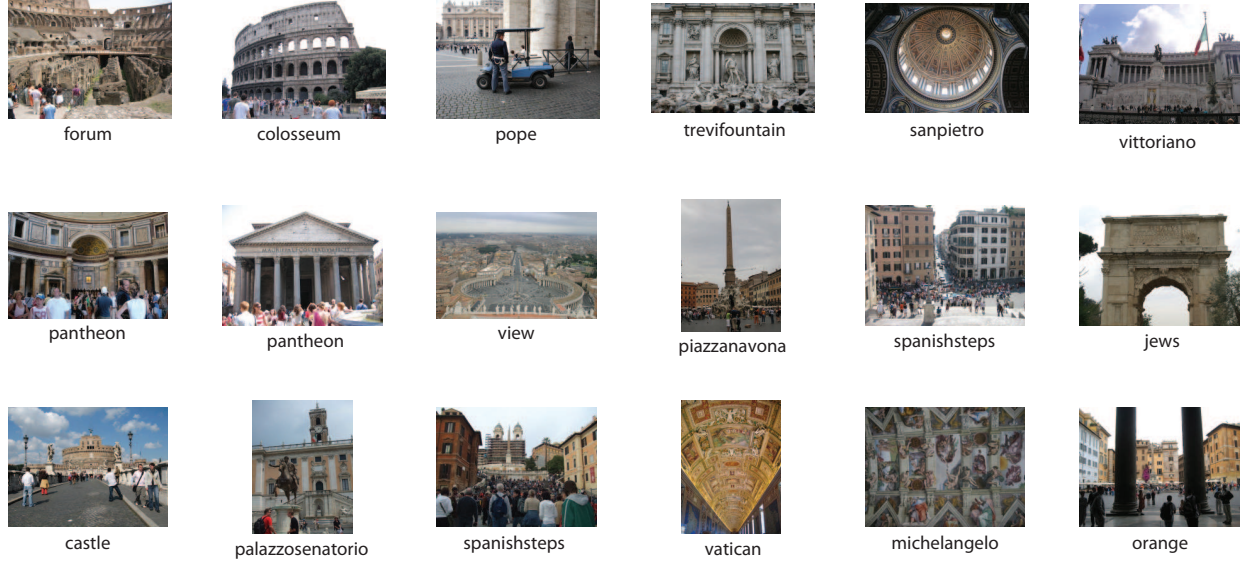 forum
colosseum
pope
trevifountain
sanpietro
vittoriano
pantheon
pantheon
view
piazzanavona
spanishsteps
jews
castle
palazzosenatorio
spanishsteps
vatican
michelangelo
orange